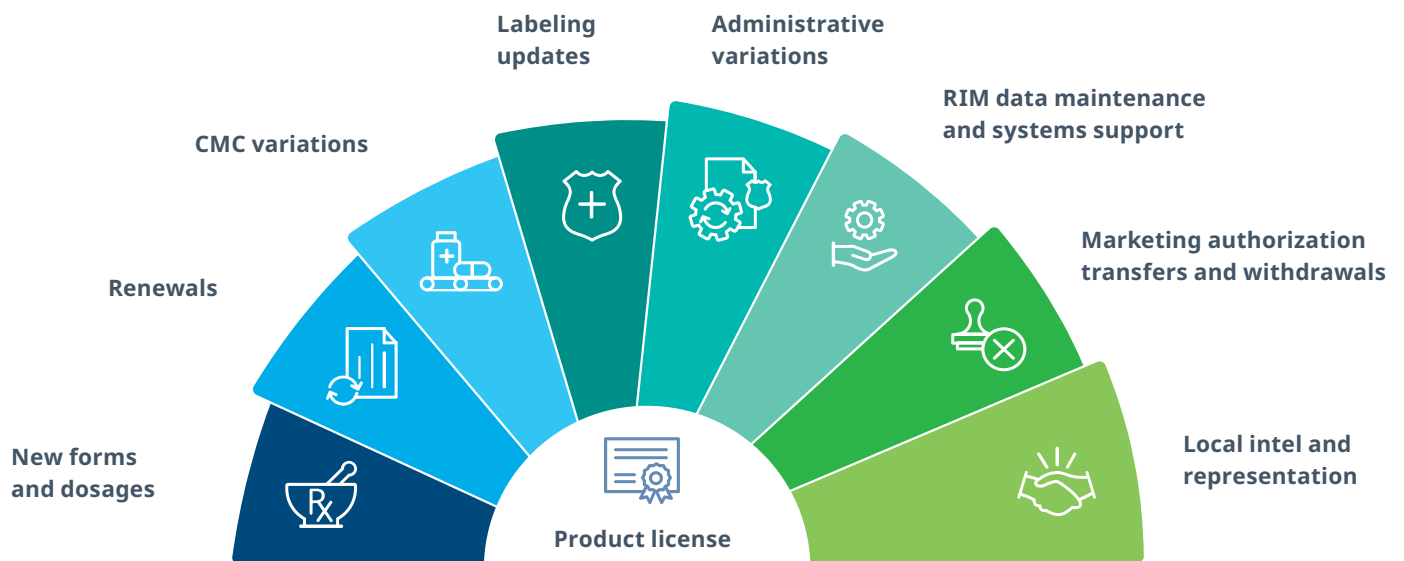 Labeling
updates
Administrative
variations
RIM data maintenance
and systems support
CMC variations
Marketing authorization
transfers and withdrawals
Renewals
New forms
and dosages
Local intel and
representation
Rx
Product license